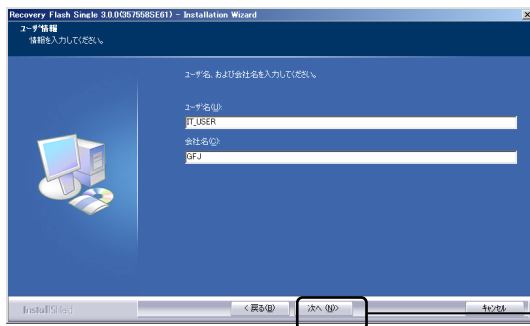 Recovery Flash Single 3.0.0(357558SE61) - Installation Wizard
ユーザ情報
情報を入力してください。
ユーザ名、および会社名を入力してください。
ユーザ名(U):
IT_USER
会社名(C):
GFJ
InstallShield
< 戻る(B)
次へ (N)>
キャンセル